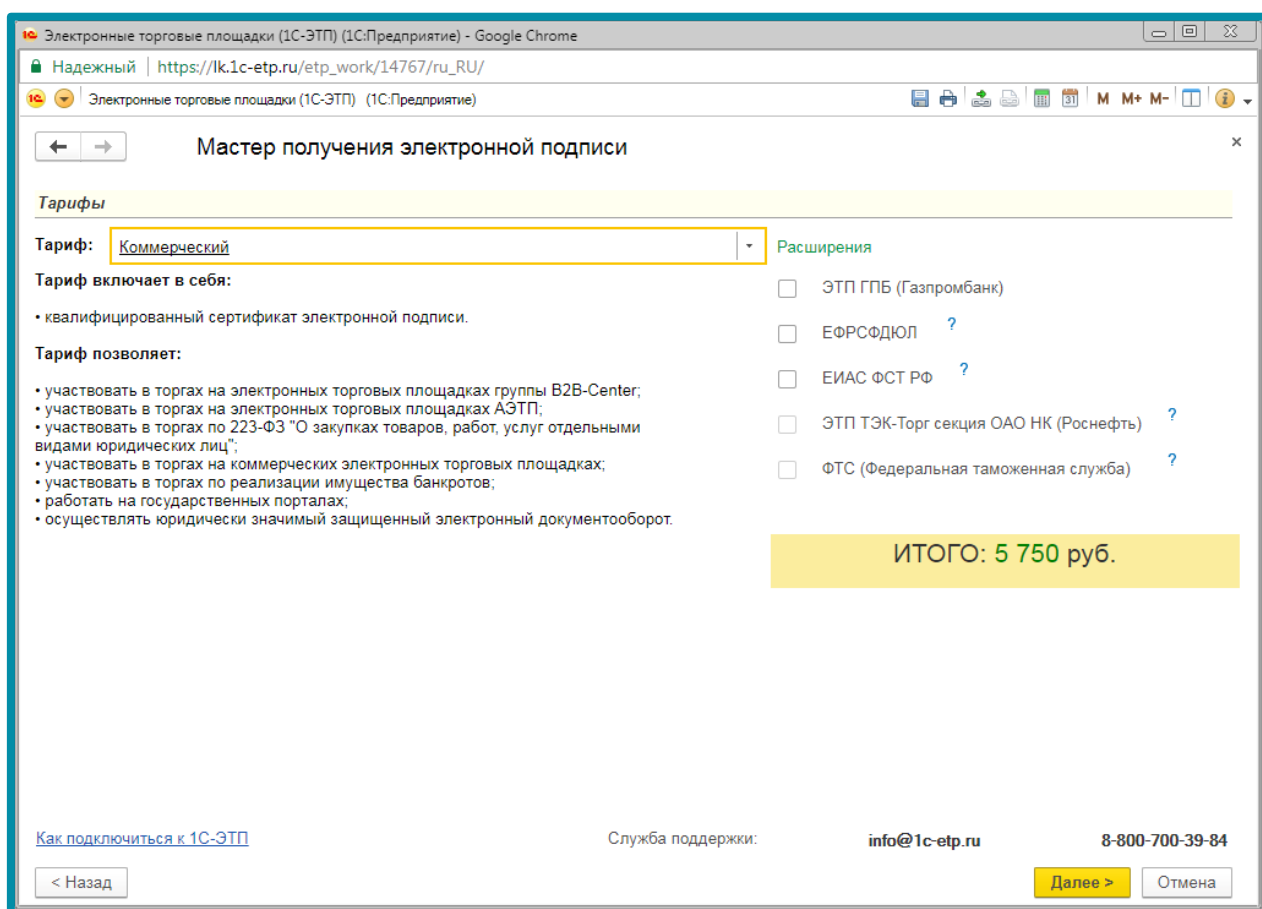 Электронные торговые площадки (1С-ЭТП) (1С:Предприятие) - Google Chrome
Надежный | https://lk.1c-etp.ru/etp_work/14767/ru_RU/
Электронные торговые площадки (1С-ЭТП) (1С:Предприятие)
31 M M+ M-
Мастер получения электронной подписи
Тарифы
Тариф: Коммерческий
Тариф включает в себя:
• квалифицированный сертификат электронной подписи.
Тариф позволяет:
• участвовать в торгах на электронных торговых площадках группы B2B-Center;
• участвовать в торгах на электронных торговых площадках АЭТП;
• участвовать в торгах по 223-ФЗ "О закупках товаров, работ, услуг отдельными
видами юридических лиц";
• участвовать в торгах на коммерческих электронных торговых площадках;
• участвовать в торгах по реализации имущества банкротов;
• работать на государственных порталах;
• осуществлять юридически значимый защищенный электронный документооборот.
Расширения
ЭТП ГПБ (Газпромбанк)
ЕФРСФДЮЛ ?
ЕИАС ФСТ РФ ?
ЭТП ТЭК-Торг секция ОАО НК (Роснефть) ?
ФТС (Федеральная таможенная служба) ?
ИТОГО: 5 750 руб.
Как подключиться к 1С-ЭТП
Служба поддержки: info@1c-etp.ru 8-800-700-39-84
< Назад
Далее > Отмена